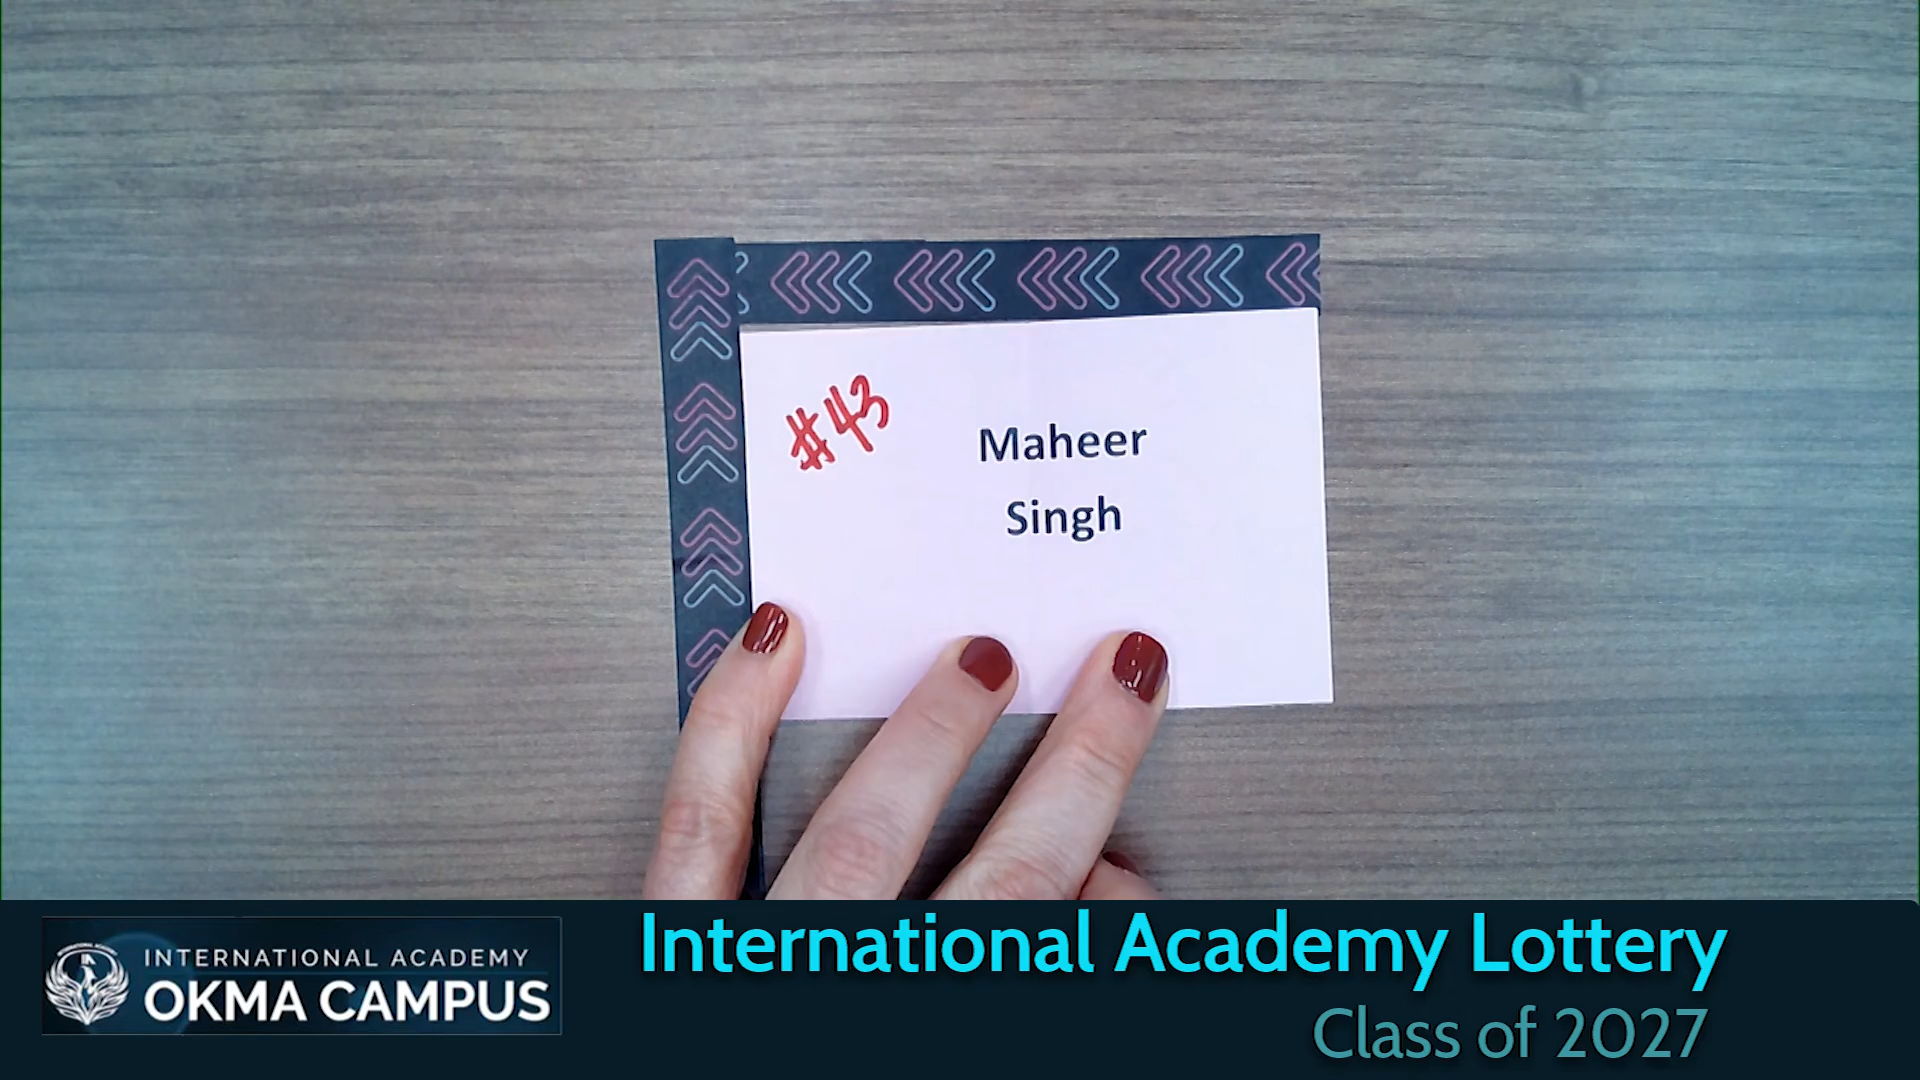 #43
Maheer
Singh
INTERNATIONAL ACADEMY
OKMA CAMPUS
International Academy Lottery
Class of 2027